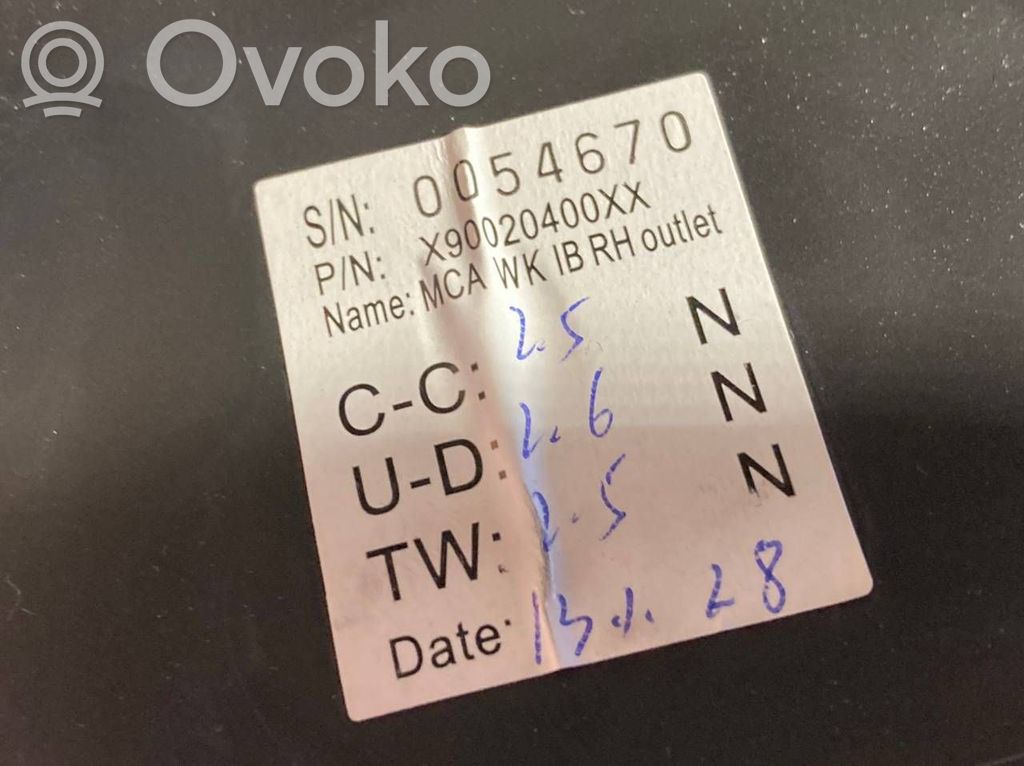 Ovoko
S/N: 0054670
P/N: X90020400XX
Name: MCA WK IB RH outlet
C-C: 2.5 N
U-D: 2.6 N
TW: 2.5 N
Date: 13.1.28